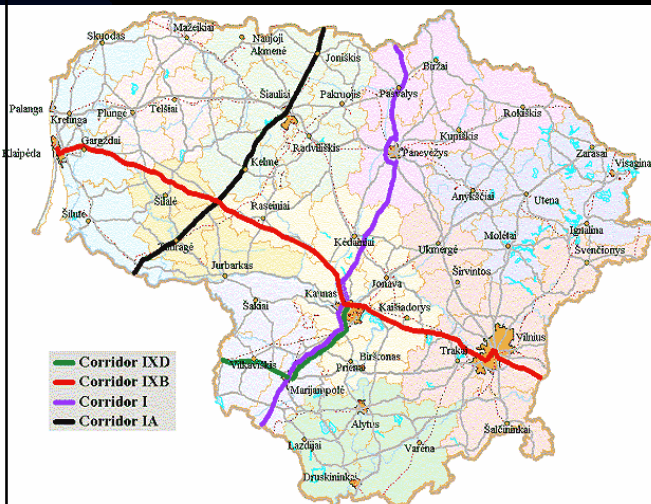 Skuodas
Mažeikiai
Naujoji
Akmenė
Joniškis
Biržai
Palanga
Kretinga
Plungė
Telšiai
Šiauliai
Pakruojis
Pasvalys
Rokiškis
Klaipėda
Gargždai
Radviliškis
Kupiškis
Panevėžys
Zarasai
Visagina
Kelmė
Šilutė
Šilalė
Raseiniai
Anykščiai
Utena
Ignalina
Tauragė
Kėdainiai
Ukmergė
Molėtai
Švenčionys
Jurbarkas
Jonava
Širvintos
Šakiai
Kaunas
Kaišiadorys
Vilnius
Vilkaviškis
Birštonas
Trakai
Prienai
Marijampolė
Alytus
Šalčininkai
Lazdijai
Varėna
Druskininkai
Corridor IXD
Corridor IXB
Corridor I
Corridor IA